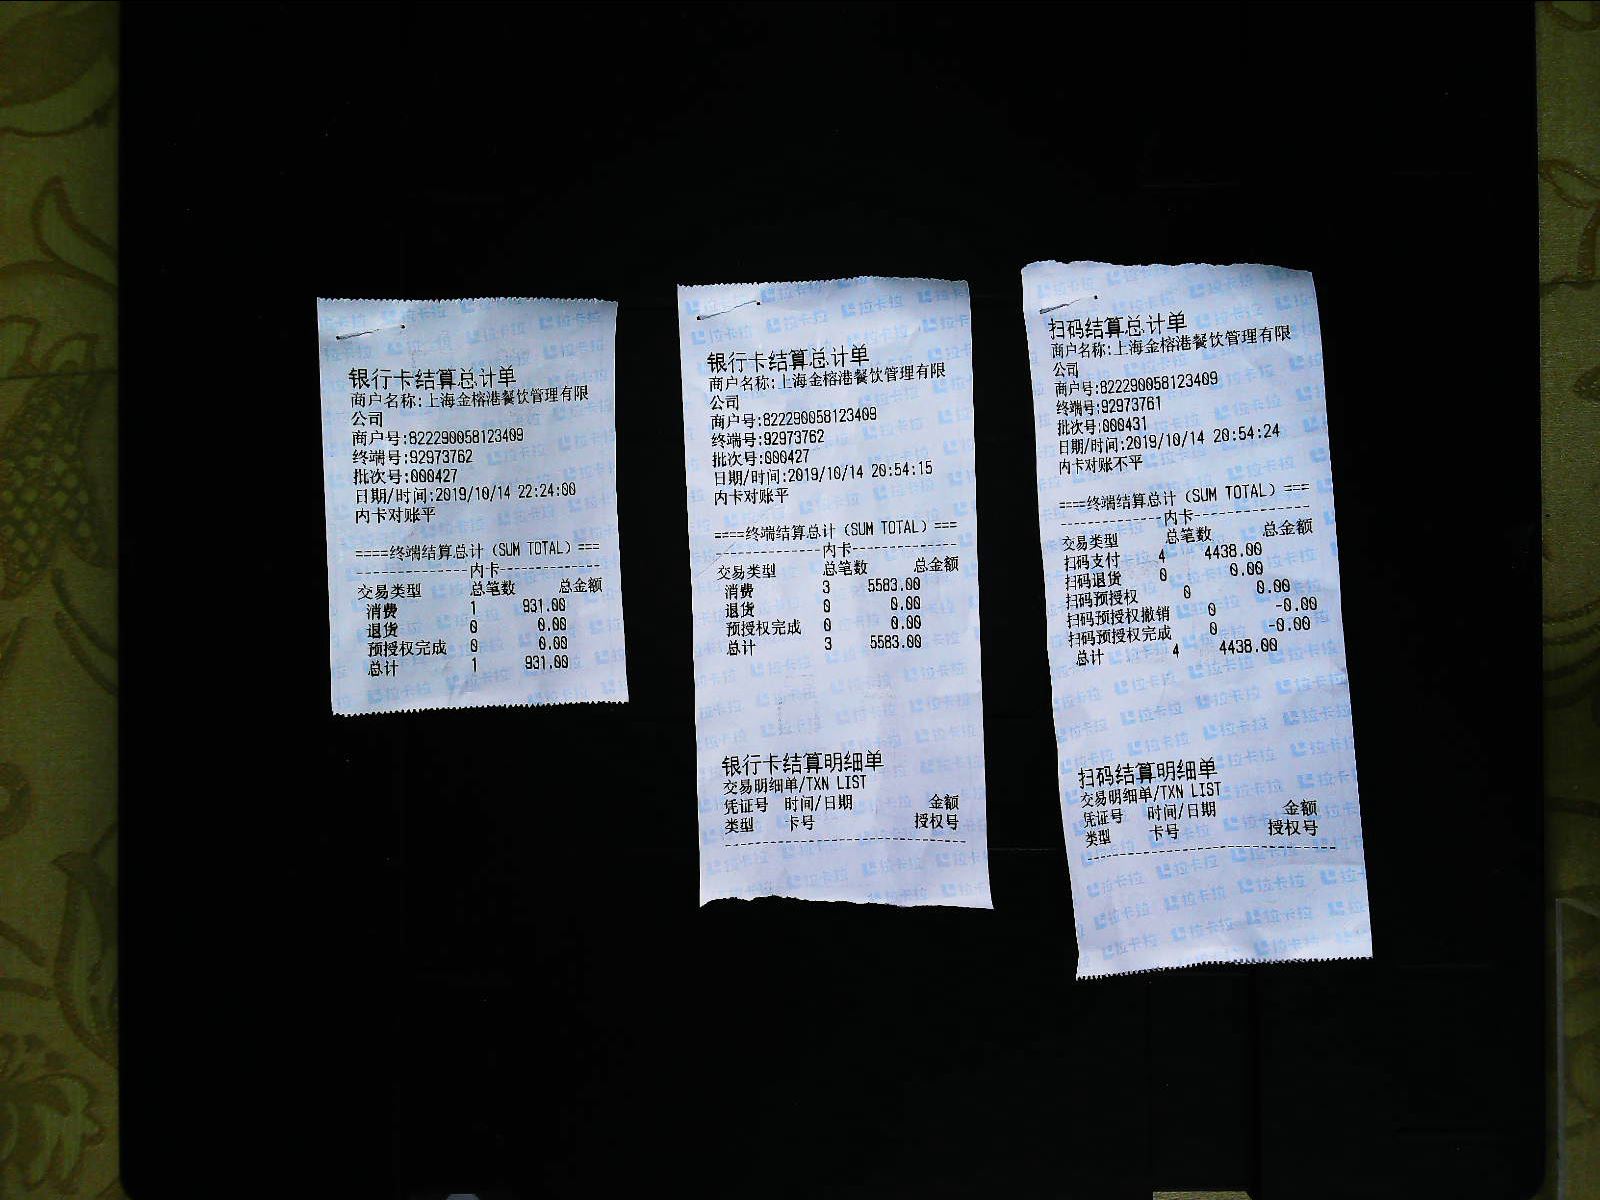 银行卡结算总计单
商户名称:上海金榕港餐饮管理有限
公司
商户号:822290058123409
终端号:92973762
批次号:000427
日期/时间:2019/10/14 22:24:00
内卡对账平
====终端结算总计(SUM TOTAL)===
---------------内卡-------------
交易类型 总笔数 总金额
消费 1 931.00
退货 0 0.00
预授权完成 0 0.00
总计 1 931.00
银行卡结算总计单
商户名称:上海金榕港餐饮管理有限
公司
商户号:822290058123409
终端号:92973762
批次号:000427
日期/时间:2019/10/14 20:54:15
内卡对账平
====终端结算总计(SUM TOTAL)===
--------------内卡--------------
交易类型 总笔数 总金额
消费 3 5583.00
退货 0 0.00
预授权完成 0 0.00
总计 3 5583.00
银行卡结算明细单
交易明细单/TXN LIST
凭证号 时间/日期 金额
类型 卡号 授权号
扫码结算总计单
商户名称:上海金榕港餐饮管理有限
公司
商户号:822290058123409
终端号:92973761
批次号:000431
日期/时间:2019/10/14 20:54:24
内卡对账不平
====终端结算总计(SUM TOTAL)===
--------------内卡---------------
交易类型 总笔数 总金额
扫码支付 4 4438.00
扫码退货 0 0.00
扫码预授权 0 0.00
扫码预授权撤销 0 -0.00
扫码预授权完成 0 -0.00
总计 4 4438.00
扫码结算明细单
交易明细单/TXN LIST
凭证号 时间/日期 金额
类型 卡号 授权号
拉卡拉